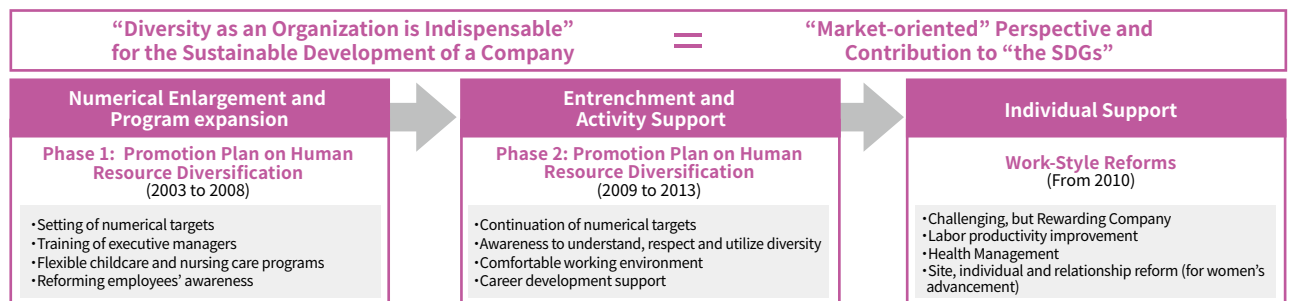 “Diversity as an Organization is Indispensable”
for the Sustainable Development of a Company
=
“Market-oriented” Perspective and
Contribution to “the SDGs”
Numerical Enlargement and
Program expansion
Phase 1: Promotion Plan on Human
Resource Diversification
(2003 to 2008)
・Setting of numerical targets
・Training of executive managers
・Flexible childcare and nursing care programs
・Reforming employees’ awareness
Entrenchment and
Activity Support
Phase 2: Promotion Plan on Human
Resource Diversification
(2009 to 2013)
・Continuation of numerical targets
・Awareness to understand, respect and utilize diversity
・Comfortable working environment
・Career development support
Individual Support
Work-Style Reforms
(From 2010)
・Challenging, but Rewarding Company
・Labor productivity improvement
・Health Management
・Site, individual and relationship reform (for women’s
advancement)